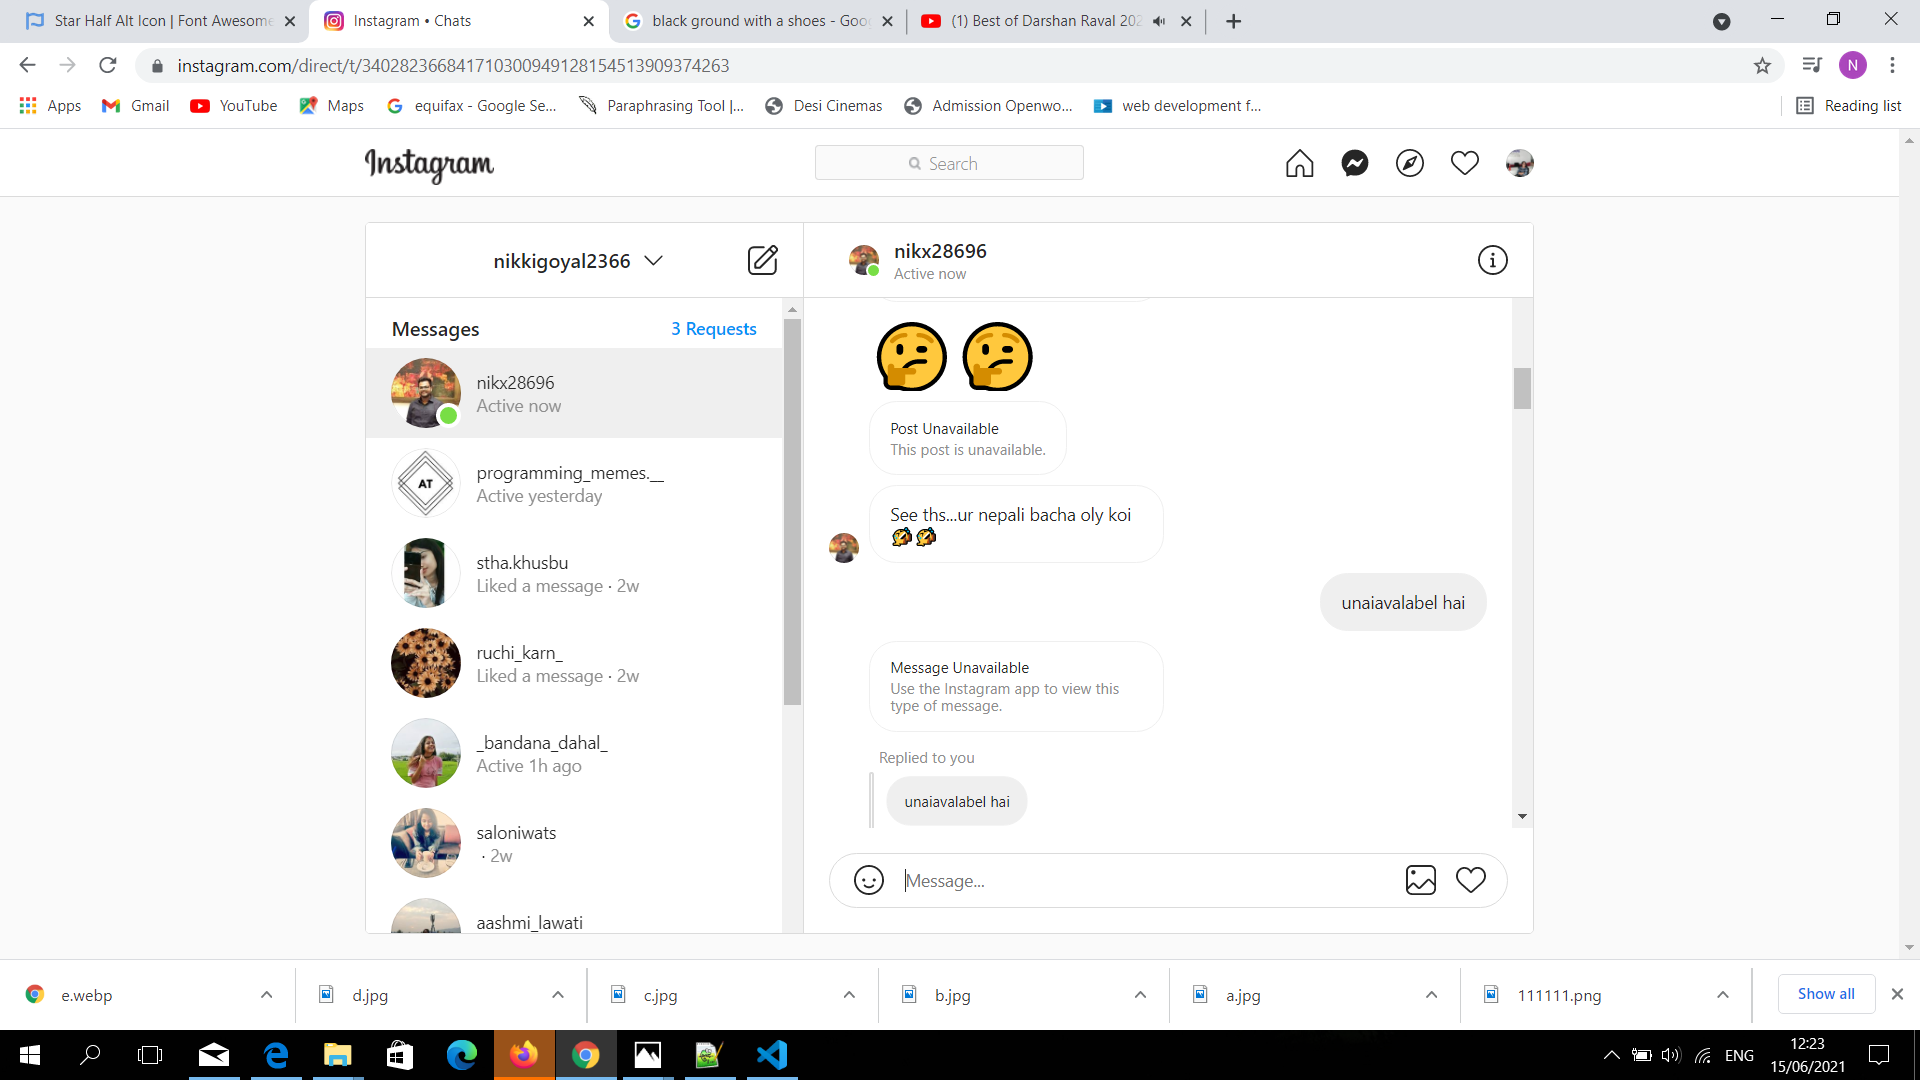 Star Half Alt Icon | Font Awesome
Instagram • Chats
black ground with a shoes - Goo
(1) Best of Darshan Raval 202
instagram.com/direct/t/340282366841710300949128154513909374263
N
Apps
Gmail
YouTube
Maps
equifax - Google Se...
Paraphrasing Tool |...
Desi Cinemas
Admission Openwo...
web development f...
Reading list
Instagram
Search
nikkigoyal2366
nikx28696
Active now
Messages
3 Requests
nikx28696
Active now
AT
programming_memes.__
Active yesterday
stha.khusbu
Liked a message · 2w
ruchi_karn_
Liked a message · 2w
_bandana_dahal_
Active 1h ago
saloniwats
· 2w
aashmi_lawati
🤔 🤔
Post Unavailable
This post is unavailable.
See ths...ur nepali bacha oly koi
🤣🤣
unaiavalabel hai
Message Unavailable
Use the Instagram app to view this
type of message.
Replied to you
unaiavalabel hai
Message...
e.webp
d.jpg
c.jpg
b.jpg
a.jpg
111111.png
Show all
ENG
12:23
15/06/2021